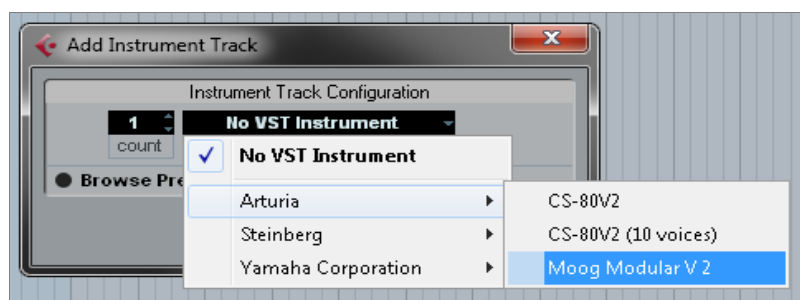 Add Instrument Track
Instrument Track Configuration
1 No VST Instrument
count
No VST Instrument
Browse Pre
Arturia
CS-80V2
Steinberg
CS-80V2 (10 voices)
Yamaha Corporation
Moog Modular V 2